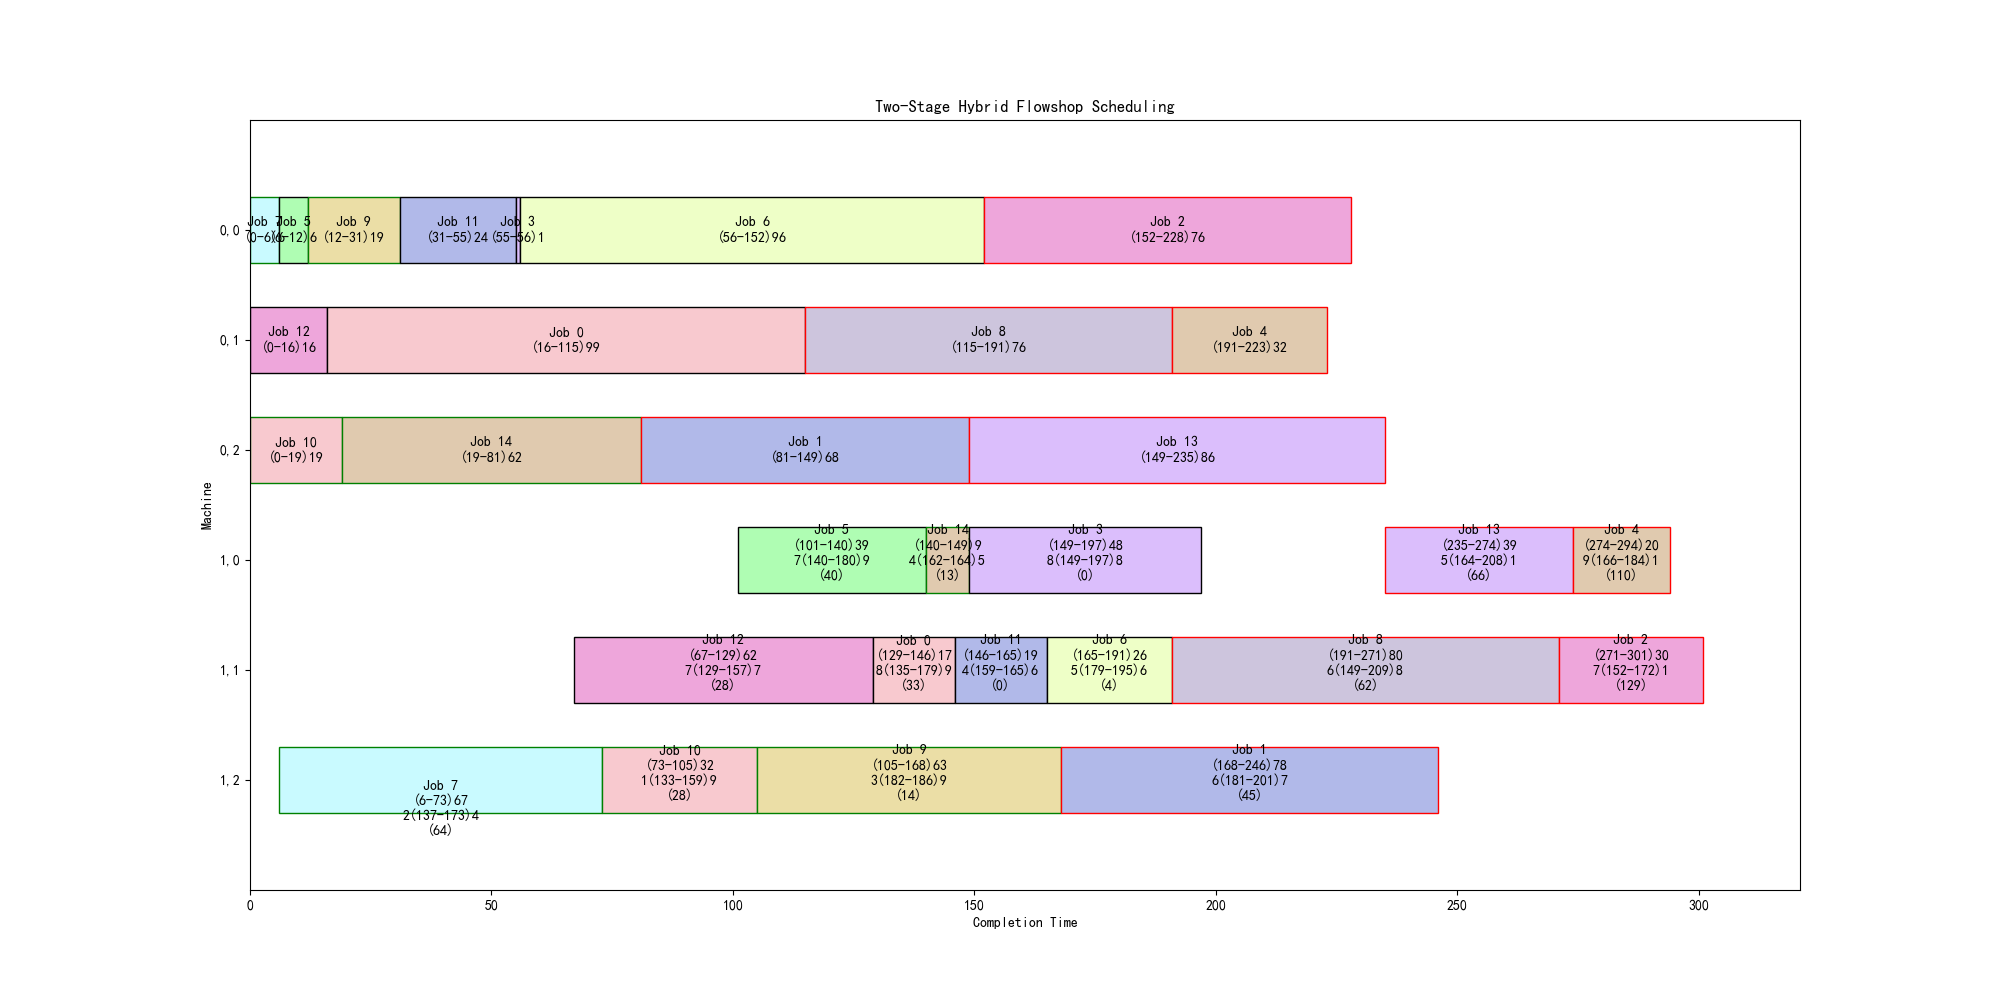 Two-Stage Hybrid Flowshop Scheduling
Machine
0,0
Job 7
(0-6)6
Job 5
(6-12)6
Job 9
(12-31)19
Job 11
(31-55)24
Job 3
(55-56)1
Job 6
(56-152)96
Job 2
(152-228)76
0,1
Job 12
(0-16)16
Job 0
(16-115)99
Job 8
(115-191)76
Job 4
(191-223)32
0,2
Job 10
(0-19)19
Job 14
(19-81)62
Job 1
(81-149)68
Job 13
(149-235)86
1,0
Job 5
(101-140)39
7(140-180)9
(40)
Job 14
(140-149)9
4(162-164)5
(13)
Job 3
(149-197)48
8(149-197)8
(0)
Job 13
(235-274)39
5(164-208)1
(66)
Job 4
(274-294)20
9(166-184)1
(110)
1,1
Job 12
(67-129)62
7(129-157)7
(28)
Job 0
(129-146)17
8(135-179)9
(33)
Job 11
(146-165)19
4(159-165)6
(0)
Job 6
(165-191)26
5(179-195)6
(4)
Job 8
(191-271)80
6(149-209)8
(62)
Job 2
(271-301)30
7(152-172)1
(129)
1,2
Job 7
(6-73)67
2(137-173)4
(64)
Job 10
(73-105)32
1(133-159)9
(28)
Job 9
(105-168)63
3(182-186)9
(14)
Job 1
(168-246)78
6(181-201)7
(45)
0
50
100
150
200
250
300
Completion Time